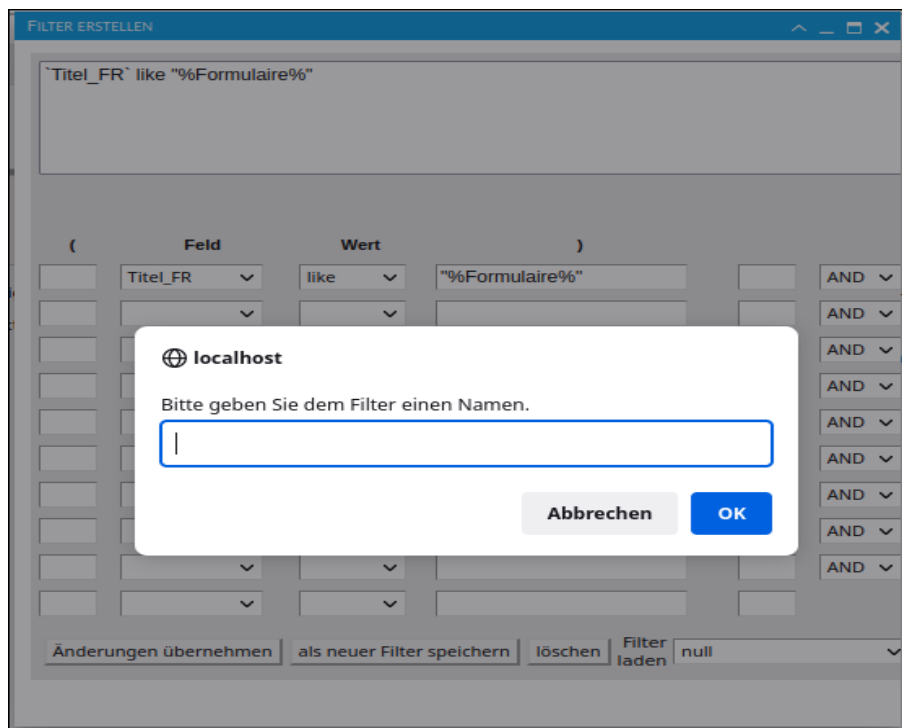 FILTER ERSTELLEN
`Titel_FR` like "%Formulaire%"
( Feld Wert )
Titel_FR like "%Formulaire%" AND
AND
AND
localhost
AND
Bitte geben Sie dem Filter einen Namen.
AND
AND
AND
Abbrechen OK
AND
AND
Änderungen übernehmen als neuer Filter speichern löschen Filter laden null